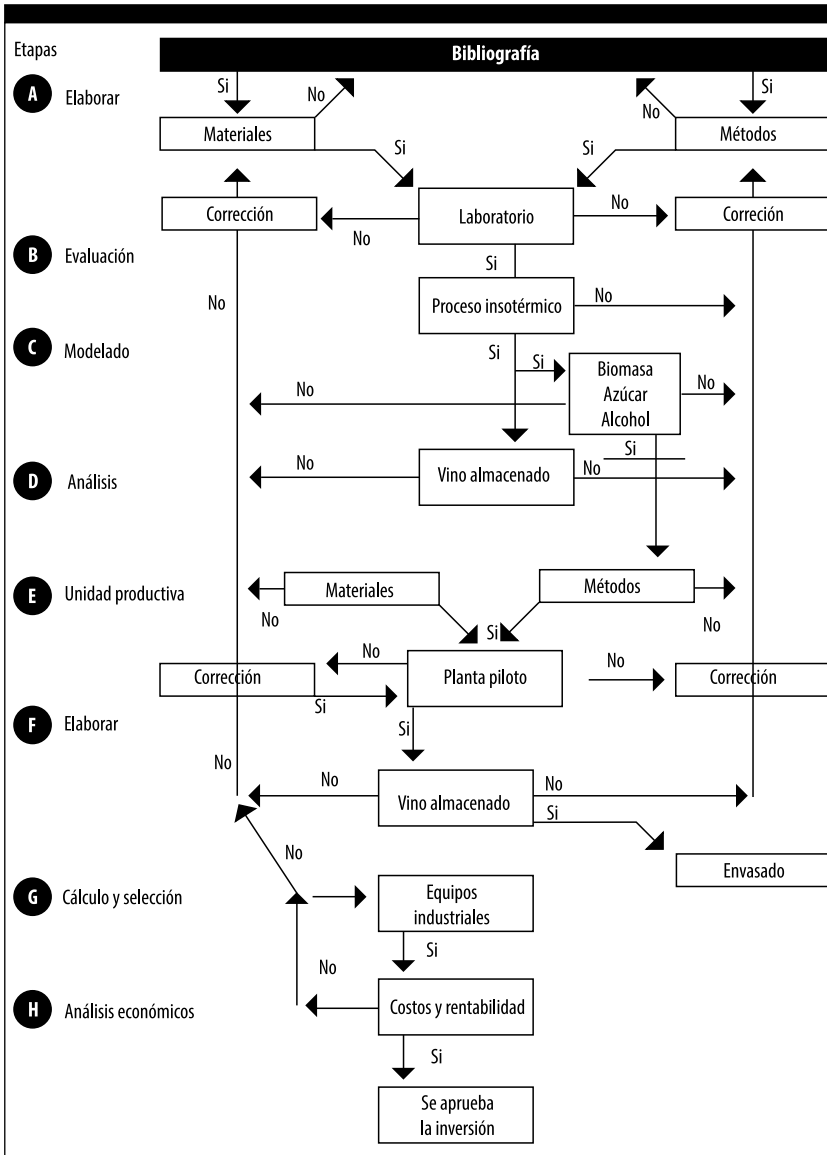 Etapas
Bibliografía
Si
No
No
Si
A Elaborar
Materiales
Métodos
Si
Si
Corrección
Laboratorio
Correción
No
No
B Evaluación
Si
No
Proceso insotérmico
No
C Modelado
Si
Si
Biomasa
Azúcar
Alcohol
No
No
Si
D Análisis
No
Vino almacenado
No
E Unidad productiva
Materiales
Métodos
No
Si
No
Corrección
No
Planta piloto
No
Corrección
Si
F Elaborar
Si
No
No
Vino almacenado
No
Si
No
Envasado
G Cálculo y selección
Equipos
industriales
Si
No
H Análisis económicos
Costos y rentabilidad
Si
Se aprueba
la inversión